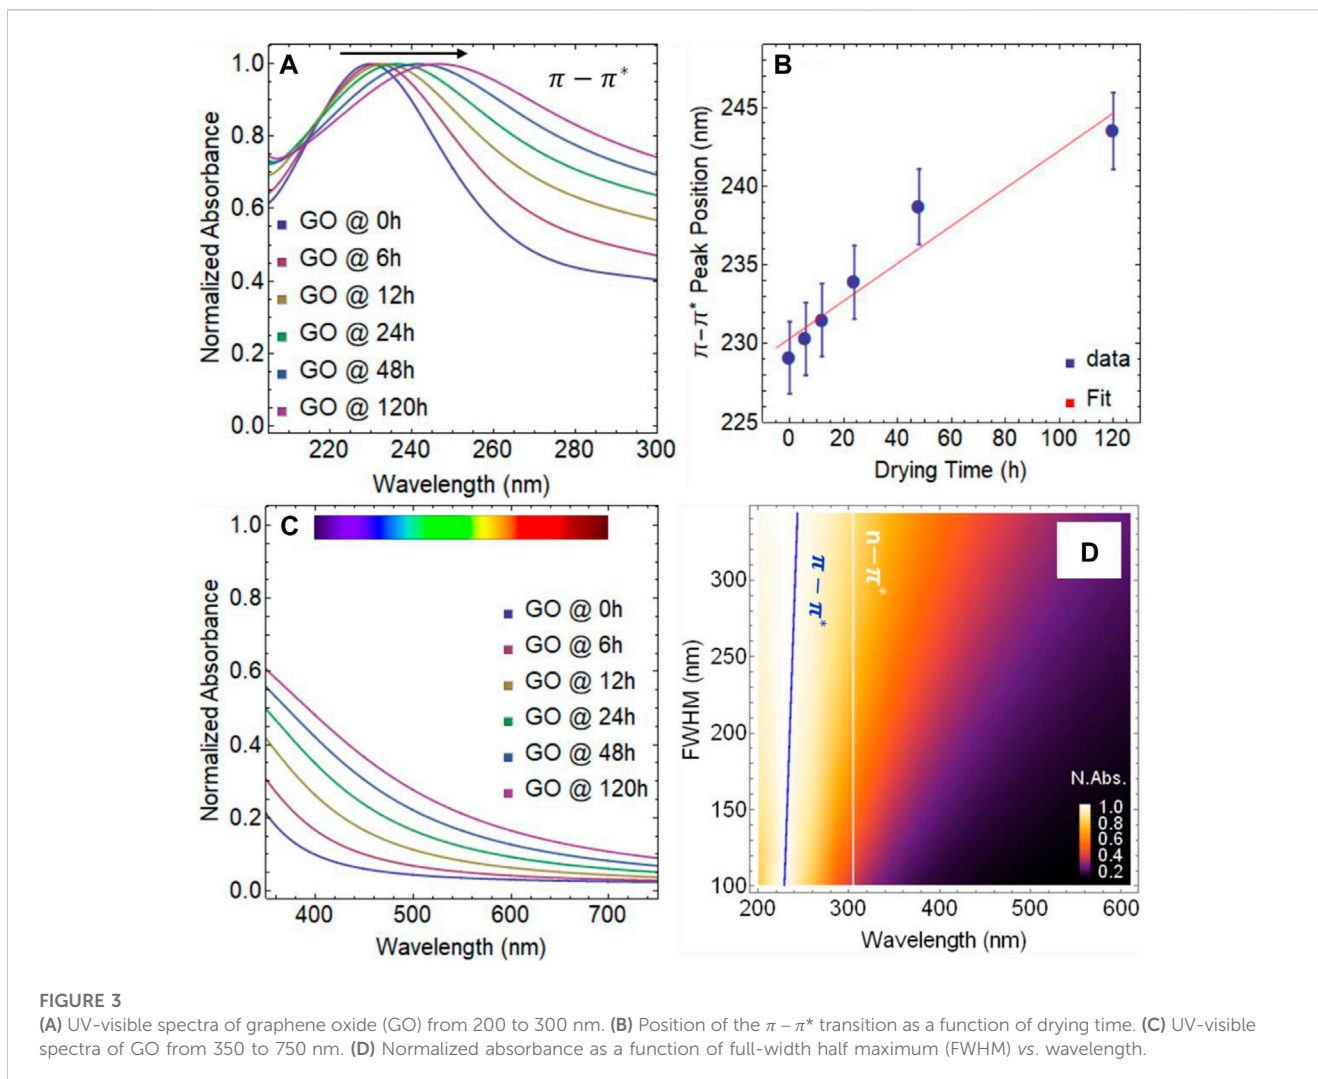 A
π − π*
1.0
0.8
0.6
0.4
0.2
0.0
Normalized Absorbance
GO @ 0h
GO @ 6h
GO @ 12h
GO @ 24h
GO @ 48h
GO @ 120h
220 240 260 280 300
Wavelength (nm)
B
245
240
235
230
225
π−π* Peak Position (nm)
data
Fit
0 20 40 60 80 100 120
Drying Time (h)
C
1.0
0.8
0.6
0.4
0.2
0.0
Normalized Absorbance
GO @ 0h
GO @ 6h
GO @ 12h
GO @ 24h
GO @ 48h
GO @ 120h
400 500 600 700
Wavelength (nm)
D
300
250
200
150
100
FWHM (nm)
π − π*
n−π*
N.Abs.
1.0
0.8
0.6
0.4
0.2
200 300 400 500 600
Wavelength (nm)
FIGURE 3
(A) UV-visible spectra of graphene oxide (GO) from 200 to 300 nm. (B) Position of the π − π* transition as a function of drying time. (C) UV-visible
spectra of GO from 350 to 750 nm. (D) Normalized absorbance as a function of full-width half maximum (FWHM) vs. wavelength.